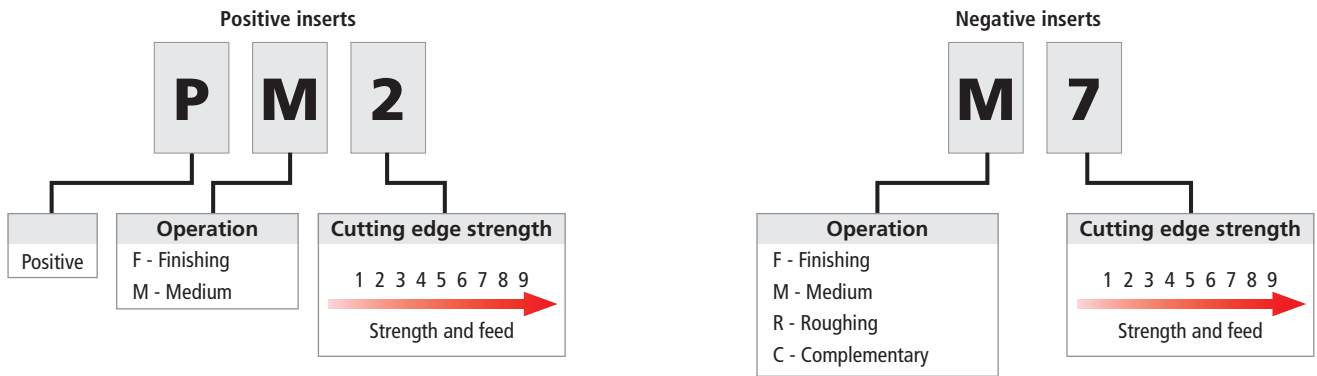 Positive inserts
P M 2
Positive
Operation
F - Finishing
M - Medium
Cutting edge strength
1 2 3 4 5 6 7 8 9
Strength and feed
Negative inserts
M 7
Operation
F - Finishing
M - Medium
R - Roughing
C - Complementary
Cutting edge strength
1 2 3 4 5 6 7 8 9
Strength and feed